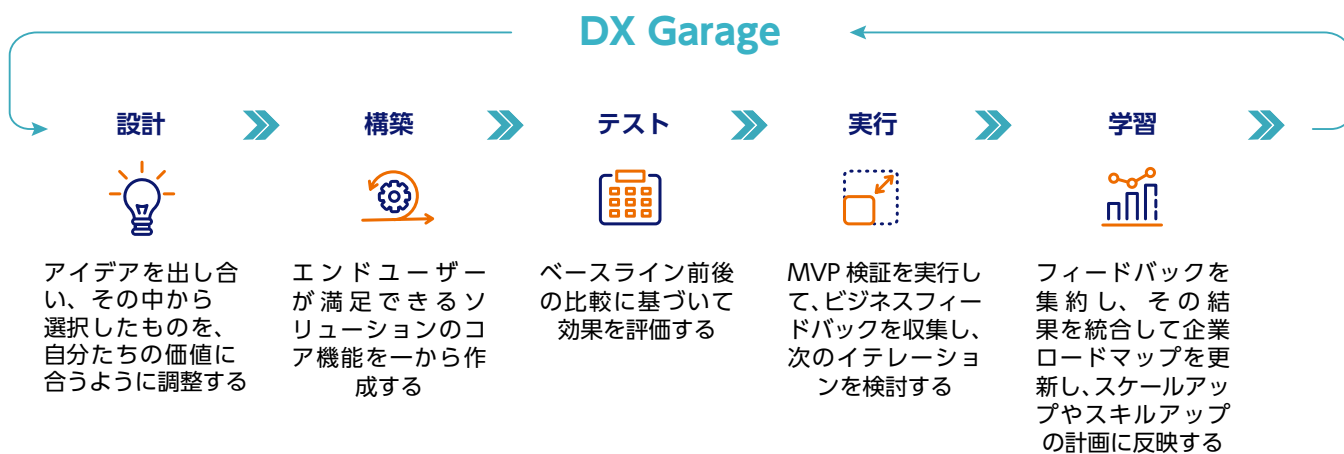 DX Garage
設計
構築
テスト
実行
学習
アイデアを出し合
い、その中から
選択したものを、
自分たちの価値に
合うように調整する
エンドユーザー
が満足できるソ
リューションのコ
ア機能を一から作
成する
ベースライン前後
の比較に基づいて
効果を評価する
MVP 検証を実行し
て、ビジネスフィー
ドバックを収集し、
次のイテレーショ
ンを検討する
フィードバックを
集約し、その結
果を統合して企業
ロードマップを更
新し、スケールアッ
プやスキルアップ
の計画に反映する